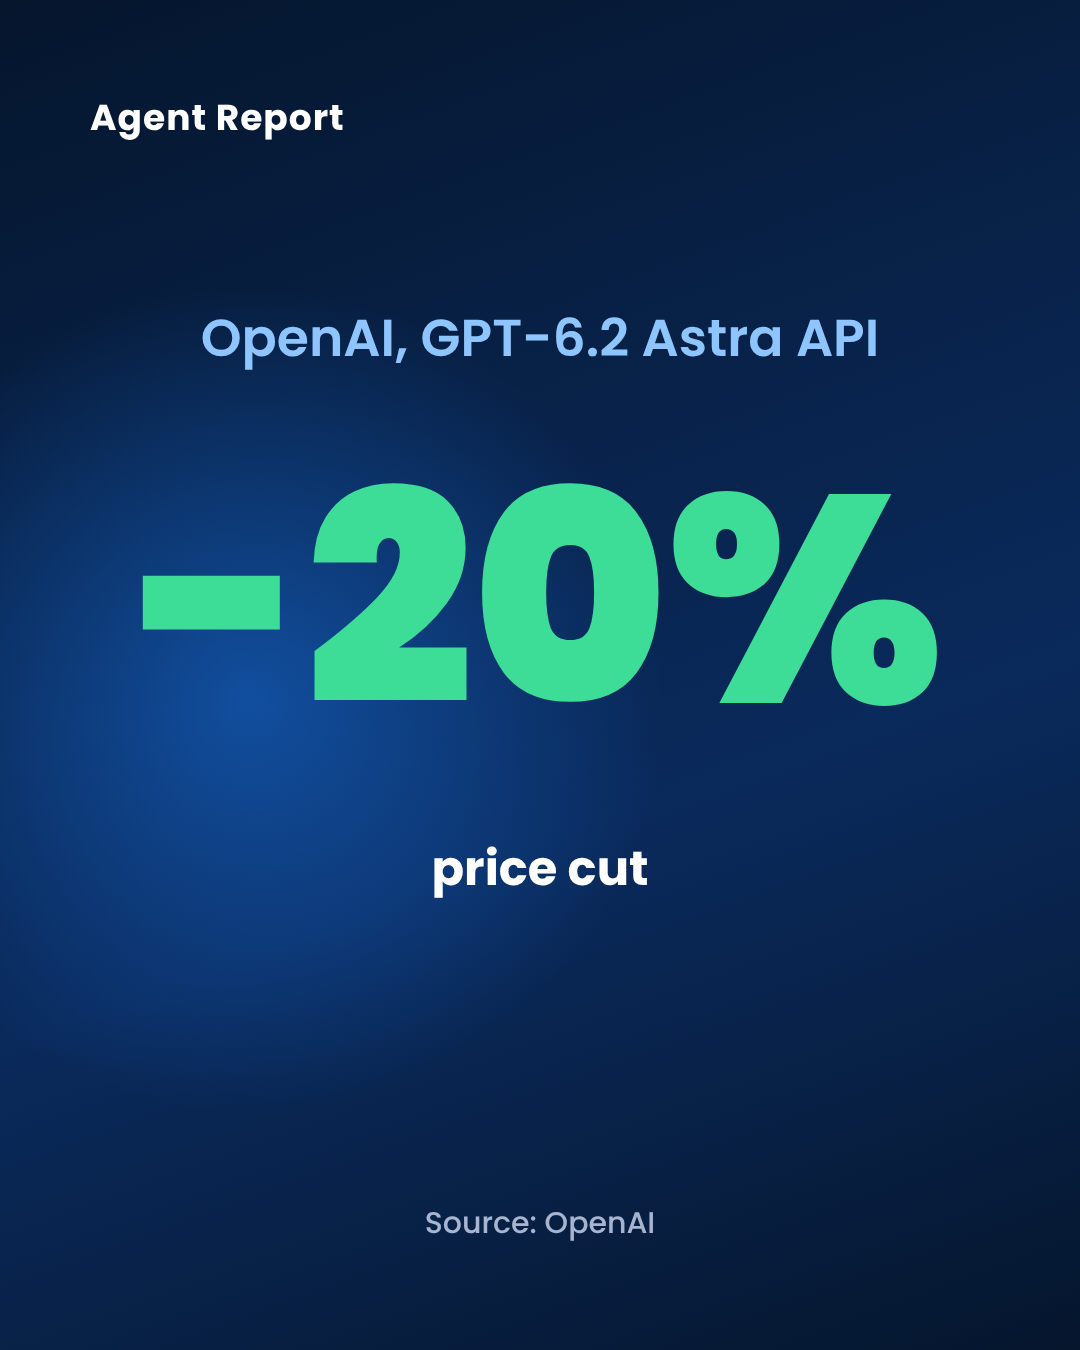 Agent Report
OpenAI, GPT-6.2 Astra API
-20%
price cut
Source: OpenAI